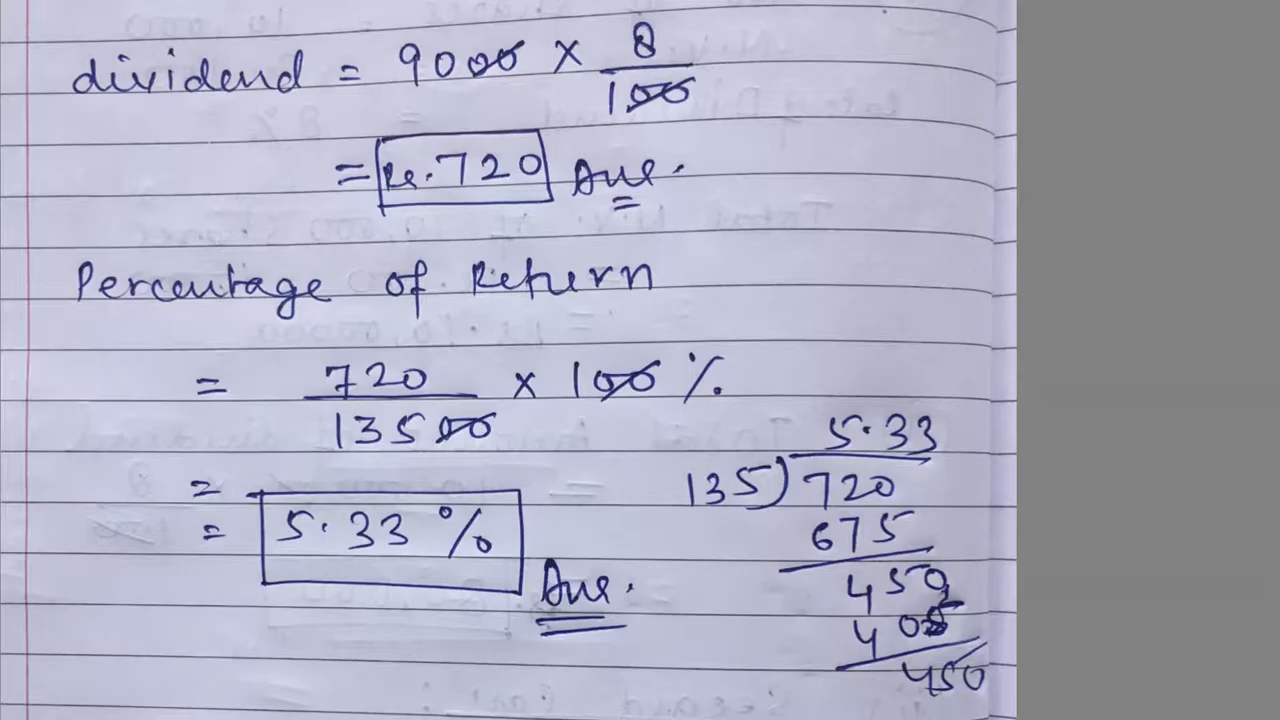 dividend = 9000 × 8/100
= Rs. 720 Ans.
Percentage of Return
= 720/13500 × 100 %
=
= 5.33 % Ans.
5.33
135) 720
675
450
405
450